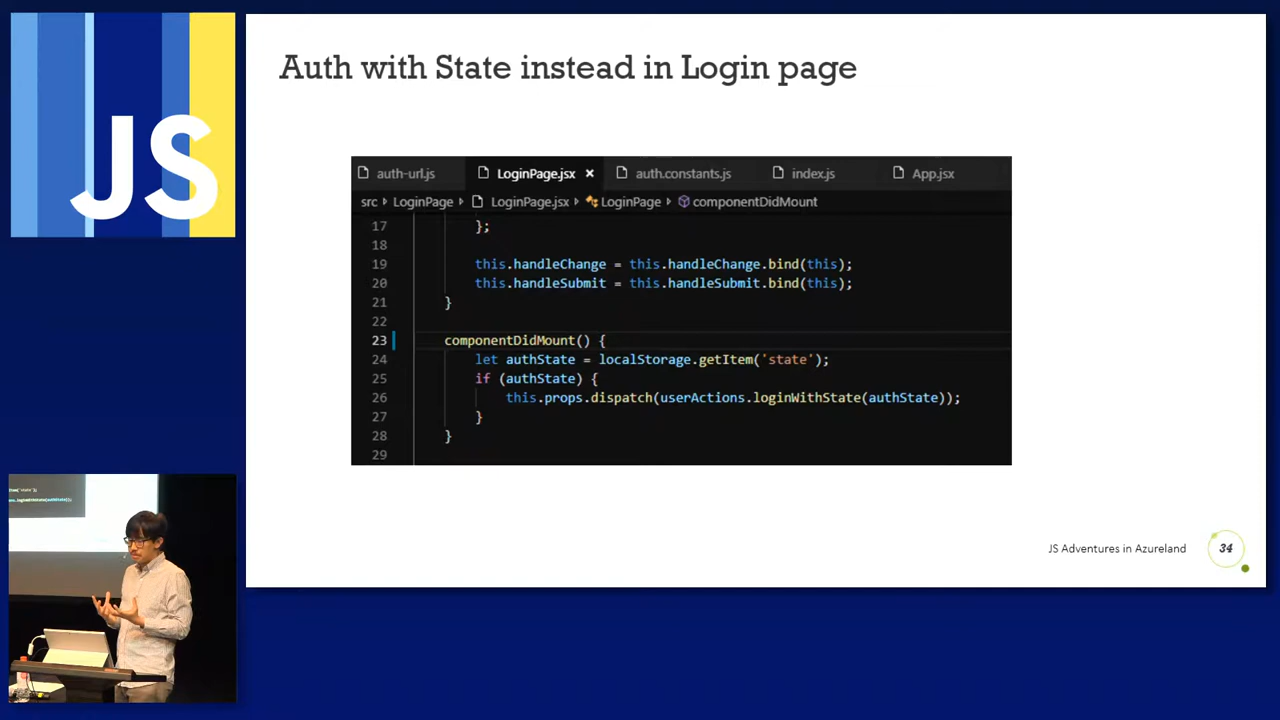 JS
Auth with State instead in Login page
auth-url.js LoginPage.jsx × auth.constants.js index.js App.jsx
src LoginPage LoginPage.jsx LoginPage componentDidMount
17 };
18
19 this.handleChange = this.handleChange.bind(this);
20 this.handleSubmit = this.handleSubmit.bind(this);
21 }
22
23 componentDidMount() {
24 let authState = localStorage.getItem('state');
25 if (authState) {
26 this.props.dispatch(userActions.loginWithState(authState));
27 }
28 }
29
JS Adventures in Azureland 34